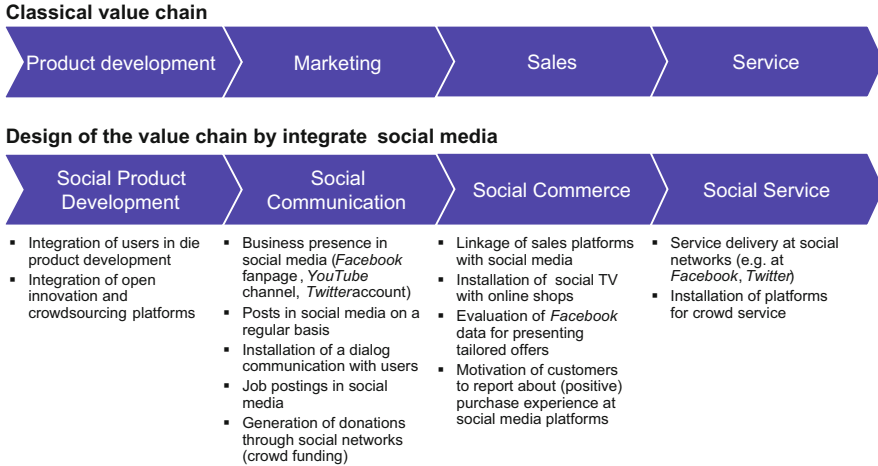 Classical value chain
Product development
Marketing
Sales
Service
Design of the value chain by integrate social media
Social Product
Development
Social
Communication
Social Commerce
Social Service
▪ Integration of users in die
product development
▪ Integration of open
innovation and
crowdsourcing platforms
▪ Business presence in
social media (Facebook
fanpage, YouTube
channel, Twitteraccount)
▪ Posts in social media on a
regular basis
▪ Installation of a dialog
communication with users
▪ Job postings in social
media
▪ Generation of donations
through social networks
(crowd funding)
▪ Linkage of sales platforms
with social media
▪ Installation of social TV
with online shops
▪ Evaluation of Facebook
data for presenting
tailored offers
▪ Motivation of customers
to report about (positive)
purchase experience at
social media platforms
▪ Service delivery at social
networks (e.g. at
Facebook, Twitter)
▪ Installation of platforms
for crowd service